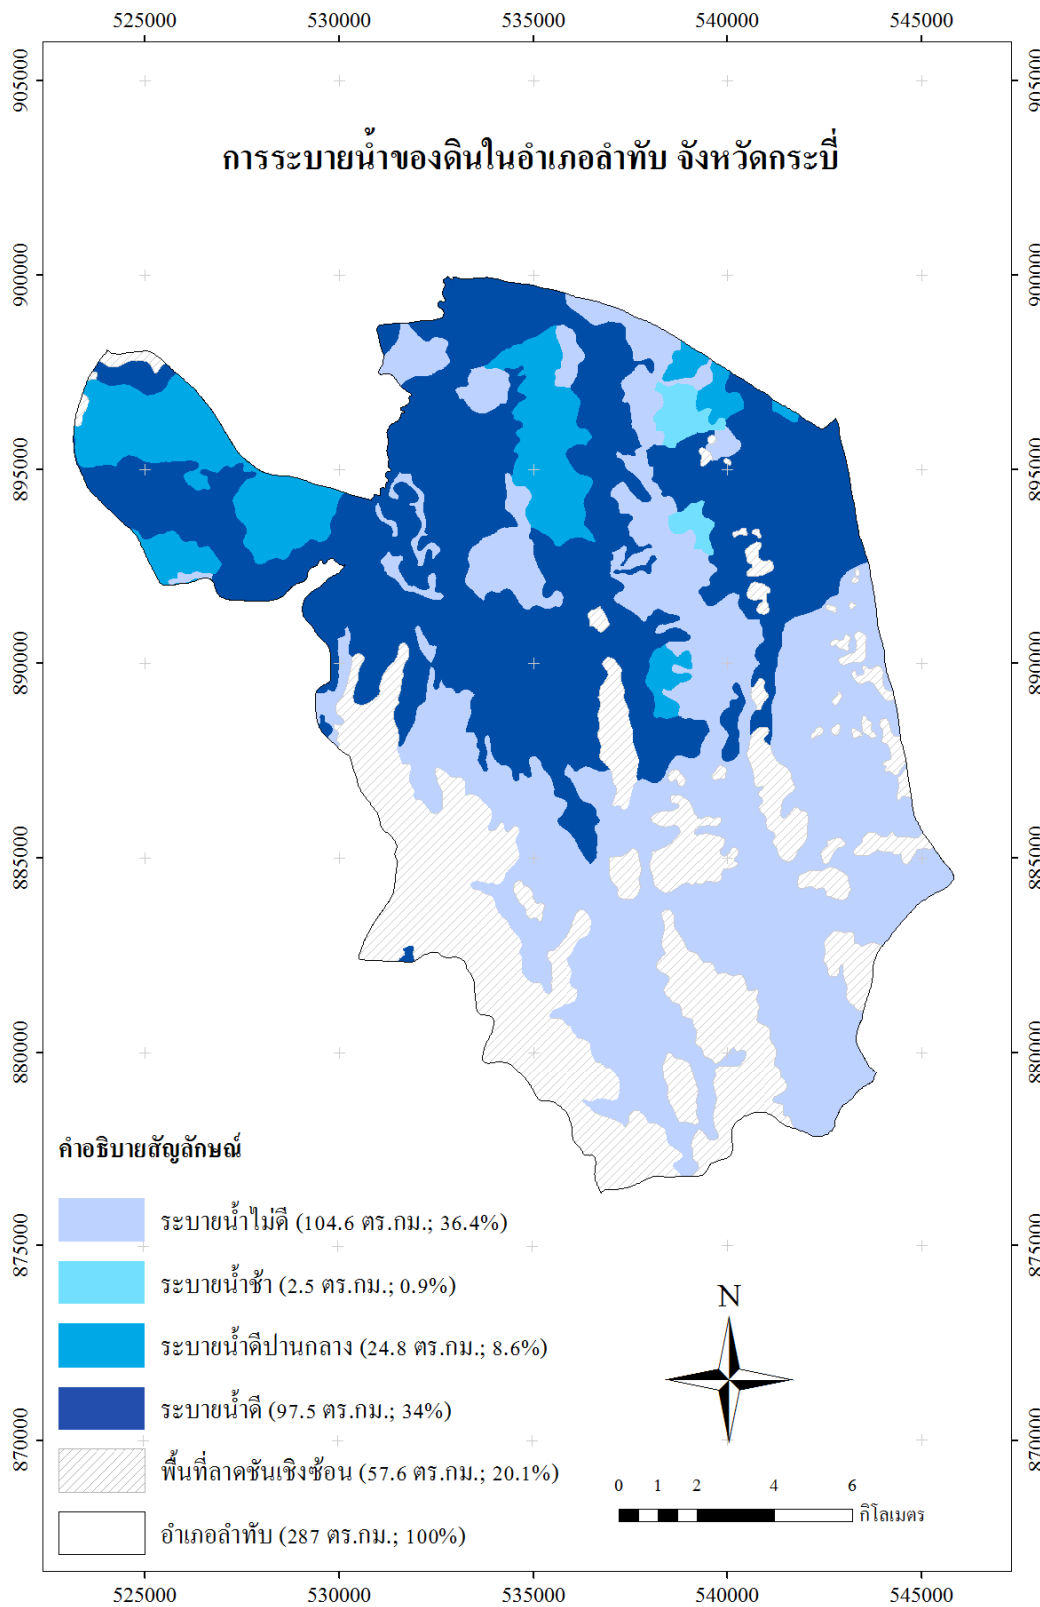 525000 530000 535000 540000 545000
905000 905000
การระบายน้ำของดินในอำเภอลำทับ จังหวัดกระบี่
900000 900000
895000 895000
890000 890000
885000 885000
880000 880000
คำอธิบายสัญลักษณ์
ระบายน้ำไม่ดี (104.6 ตร.กม.; 36.4%)
875000 875000
ระบายน้ำช้า (2.5 ตร.กม.; 0.9%)
N
ระบายน้ำดีปานกลาง (24.8 ตร.กม.; 8.6%)
ระบายน้ำดี (97.5 ตร.กม.; 34%)
870000 870000
พื้นที่ลาดชันเชิงซ้อน (57.6 ตร.กม.; 20.1%)
0 1 2 4 6
กิโลเมตร
อำเภอลำทับ (287 ตร.กม.; 100%)
525000 530000 535000 540000 545000